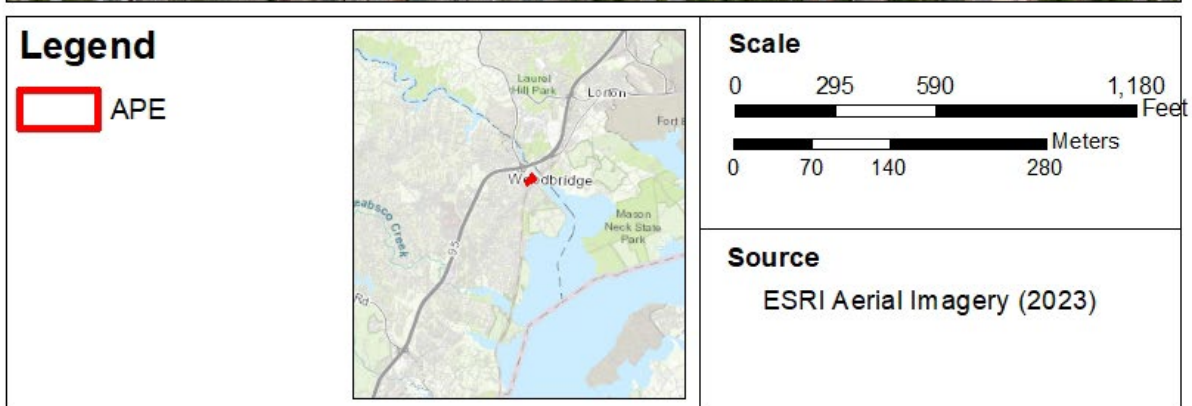 Legend
APE
Laurel
Hill Park
Lorton
Fort
Woodbridge
Mason
Neck State
Park
eabsco Creek
95
Rd
Scale
0 295 590 1,180
Feet
Meters
0 70 140 280
Source
ESRI Aerial Imagery (2023)